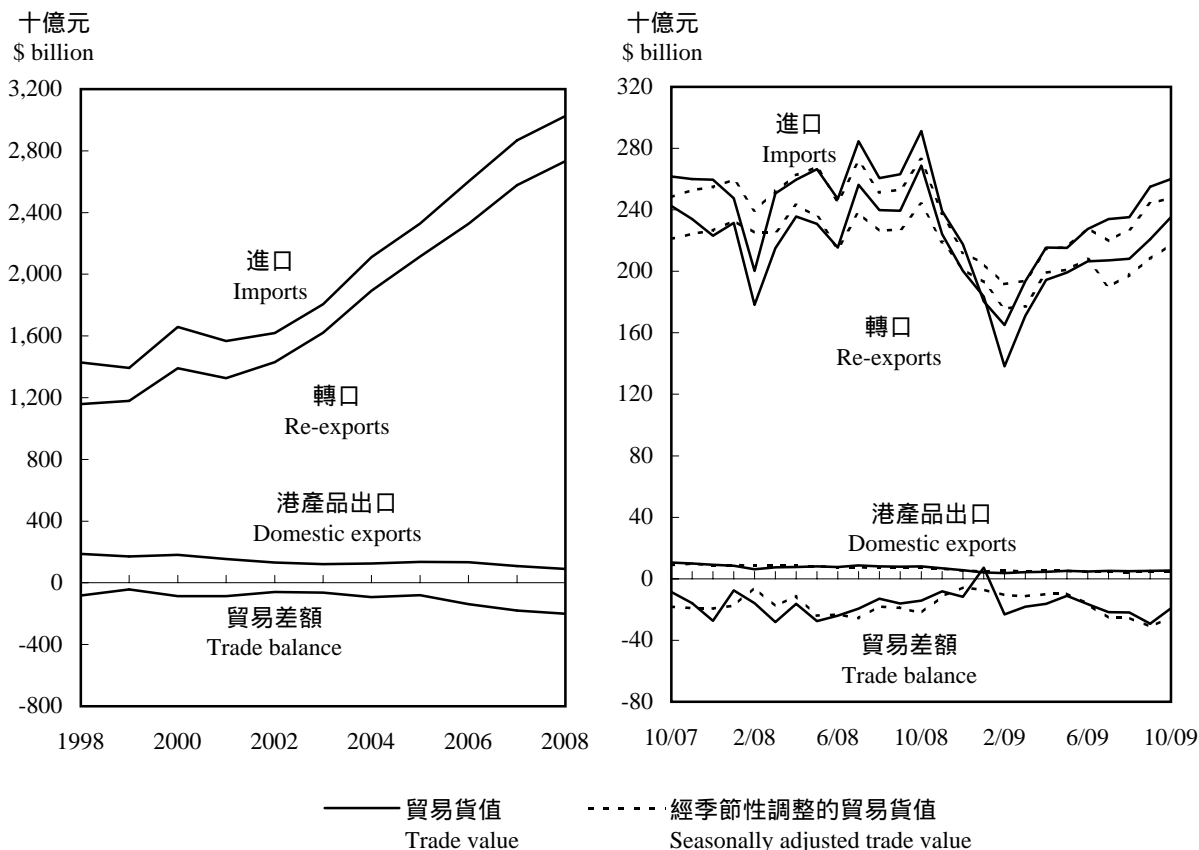 十億元
$ billion
3,200
2,800
2,400
2,000
1,600
1,200
800
400
0
-400
-800
進口
Imports
轉口
Re-exports
港產品出口
Domestic exports
貿易差額
Trade balance
1998 2000 2002 2004 2006 2008
十億元
$ billion
320
280
240
200
160
120
80
40
0
-40
-80
進口
Imports
轉口
Re-exports
港產品出口
Domestic exports
貿易差額
Trade balance
10/07 2/08 6/08 10/08 2/09 6/09 10/09
貿易貨值
Trade value
經季節性調整的貿易貨值
Seasonally adjusted trade value